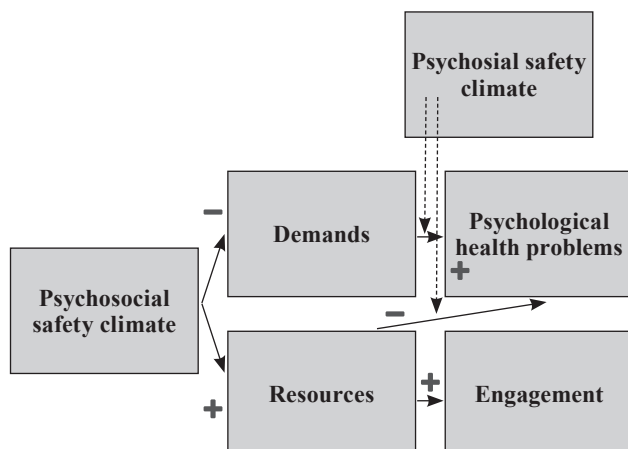 Psychosial safety
climate
−
Demands
Psychological
health problems
+
Psychosocial
safety climate
−
+
Resources
+
Engagement